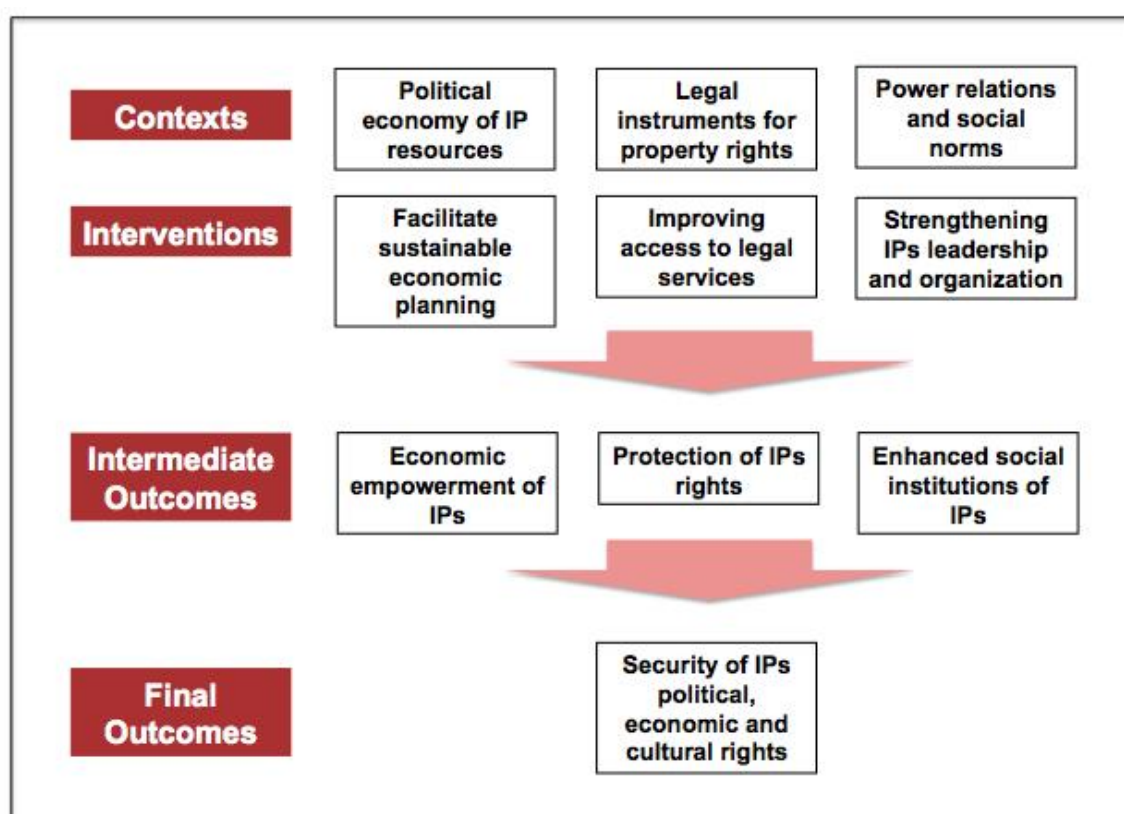 Contexts
Political
economy of IP
resources
Legal
instruments for
property rights
Power relations
and social
norms
Interventions
Facilitate
sustainable
economic
planning
Improving
access to legal
services
Strengthening
IPs leadership
and organization
Intermediate
Outcomes
Economic
empowerment of
IPs
Protection of IPs
rights
Enhanced social
institutions of
IPs
Final
Outcomes
Security of IPs
political,
economic and
cultural rights